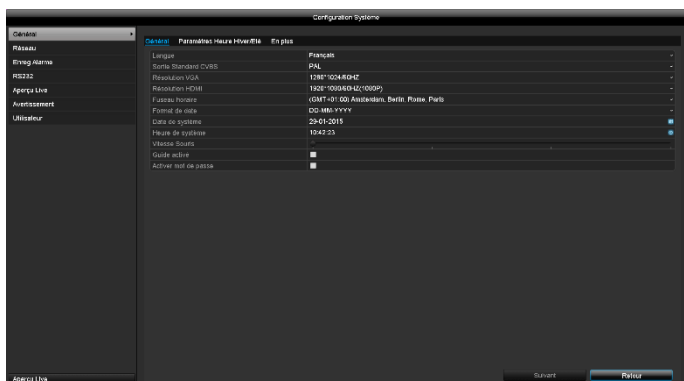 Configuration Système
Général
Réseau
Enreg Alarme
RS232
Aperçu Live
Avertissement
Utilisateur
Aperçu Live
Général Paramètres Heure Hiver/Eté En plus
Langue Français
Sortie Standard CVBS PAL
Résolution VGA 1280*1024/60HZ
Résolution HDMI 1920*1080/60HZ(1080P)
Fuseau horaire (GMT+01:00) Amsterdam, Berlin, Rome, Paris
Format de date DD-MM-YYYY
Date de système 29-01-2015
Heure de système 10:42:23
Vitesse Souris
Guide activé
Activer mot de passe
Suivant Retour